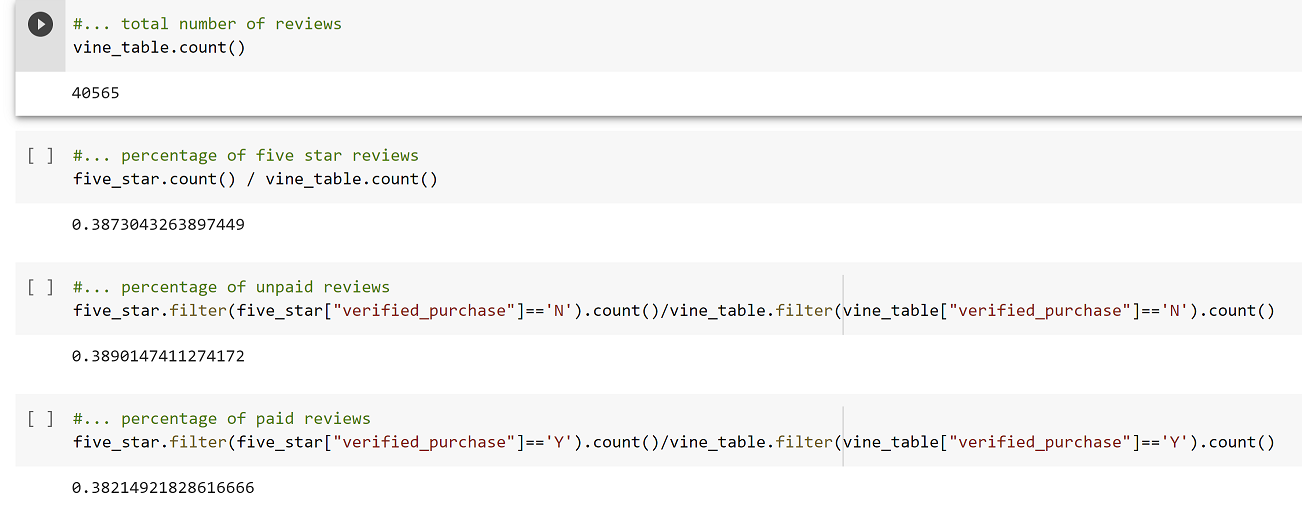 #... total number of reviews
vine_table.count()
40565
[ ] #... percentage of five star reviews
five_star.count() / vine_table.count()
0.3873043263897449
[ ] #... percentage of unpaid reviews
five_star.filter(five_star["verified_purchase"]=='N').count()/vine_table.filter(vine_table["verified_purchase"]=='N').count()
0.3890147411274172
[ ] #... percentage of paid reviews
five_star.filter(five_star["verified_purchase"]=='Y').count()/vine_table.filter(vine_table["verified_purchase"]=='Y').count()
0.38214921828616666